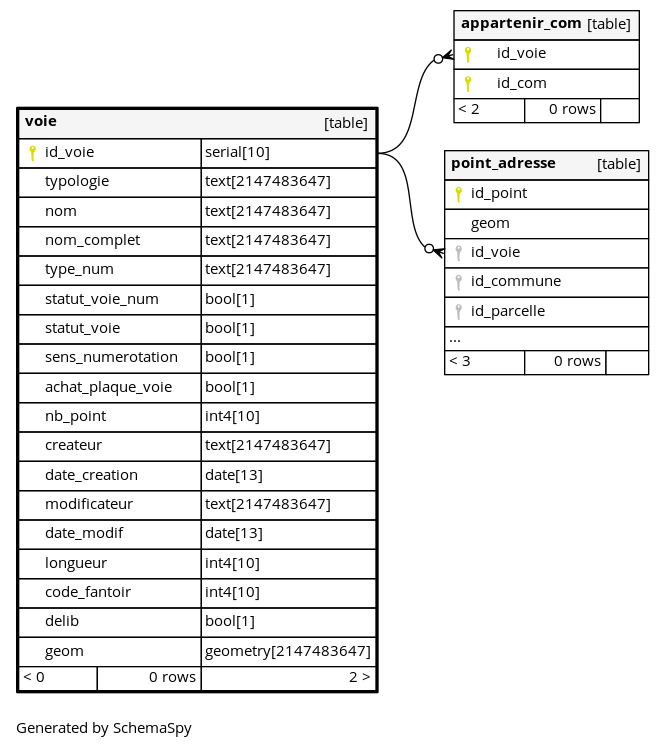 appartenir_com [table]
id_voie
id_com
< 2 0 rows
voie [table]
id_voie serial[10]
typologie text[2147483647]
nom text[2147483647]
nom_complet text[2147483647]
type_num text[2147483647]
statut_voie_num bool[1]
statut_voie bool[1]
sens_numerotation bool[1]
achat_plaque_voie bool[1]
nb_point int4[10]
createur text[2147483647]
date_creation date[13]
modificateur text[2147483647]
date_modif date[13]
longueur int4[10]
code_fantoir int4[10]
delib bool[1]
geom geometry[2147483647]
< 0 0 rows 2 >
point_adresse [table]
id_point
geom
id_voie
id_commune
id_parcelle
...
< 3 0 rows
Generated by SchemaSpy